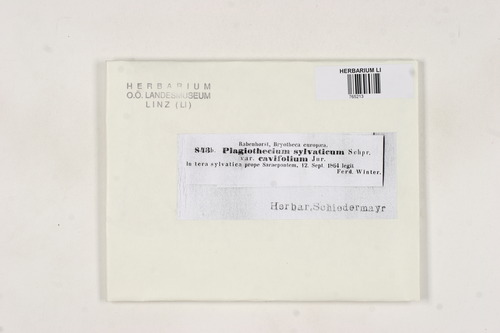 HERBARIUM
O.Ö. LANDESMUSEUM
LINZ (LI)
HERBARIUM LI
Rabenhorst, Bryotheca europaea.
843b. Plagiothecium sylvaticum Schpr.
var. cavifolium Jur.
In terra sylvatica prope Saraepontem, 12. Sept. 1864 legit
Ferd. Winter.
Herbar. Schiedermayr